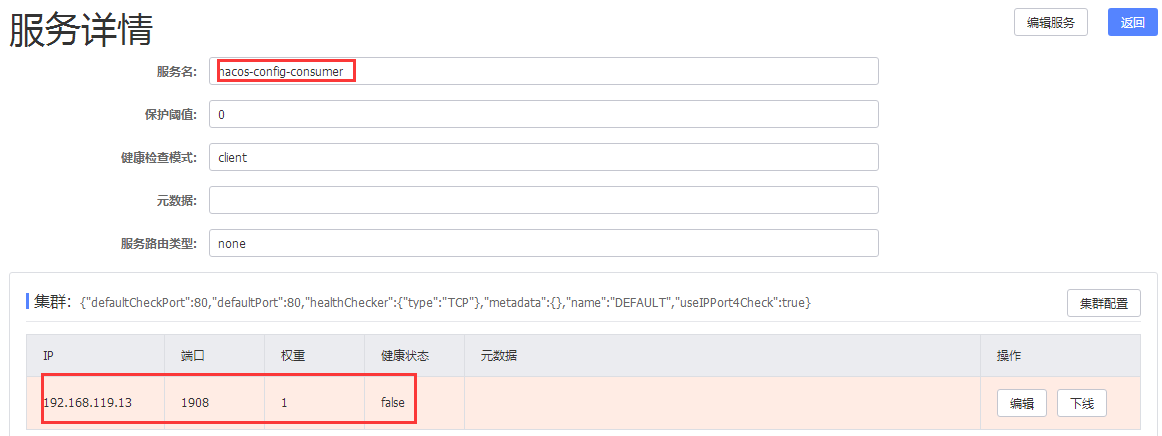 服务详情
编辑服务
返回
服务名: nacos-config-consumer
保护阈值: 0
健康检查模式: client
元数据:
服务路由类型: none
集群: {"defaultCheckPort":80,"defaultPort":80,"healthChecker":{"type":"TCP"},"metadata":{},"name":"DEFAULT","useIPPort4Check":true}
集群配置
IP 端口 权重 健康状态 元数据 操作
192.168.119.13 1908 1 false 编辑 下线